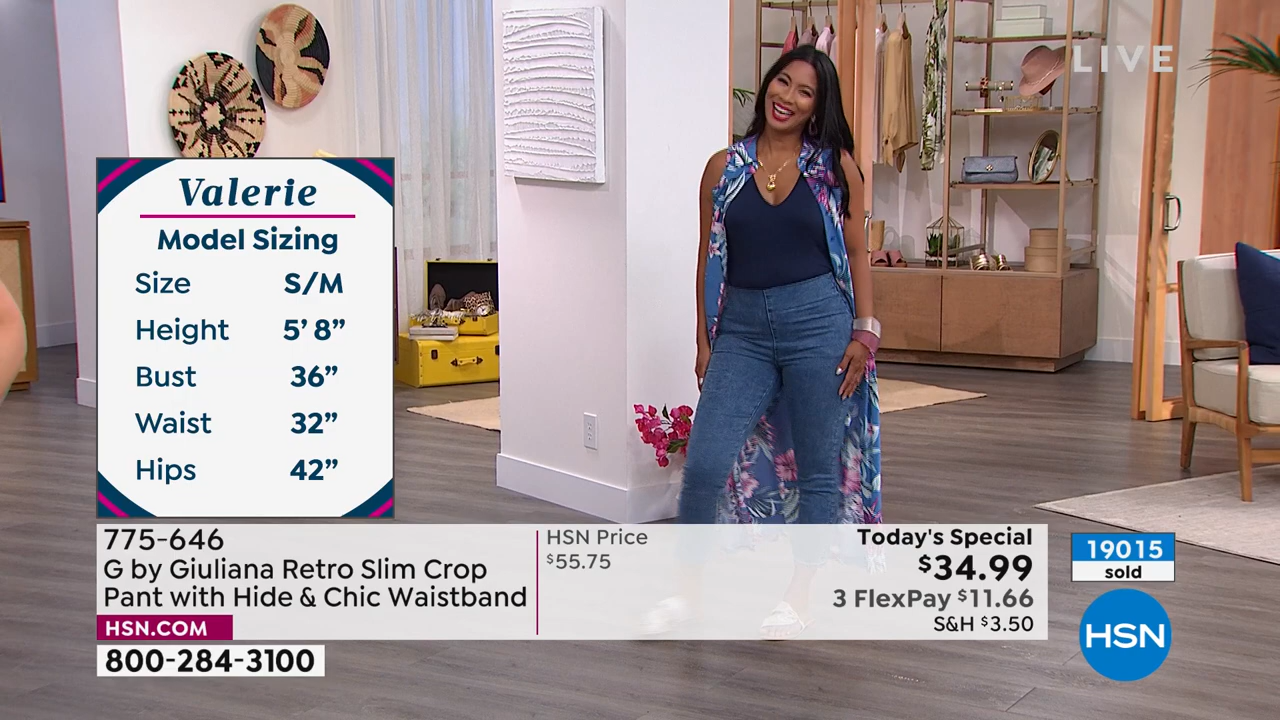 LIVE
Valerie
Model Sizing
Size S/M
Height 5’ 8”
Bust 36”
Waist 32”
Hips 42”
775-646
G by Giuliana Retro Slim Crop
Pant with Hide & Chic Waistband
HSN.COM
800-284-3100
HSN Price
$55.75
Today's Special
$34.99
3 FlexPay $11.66
S&H $3.50
19015
sold
HSN